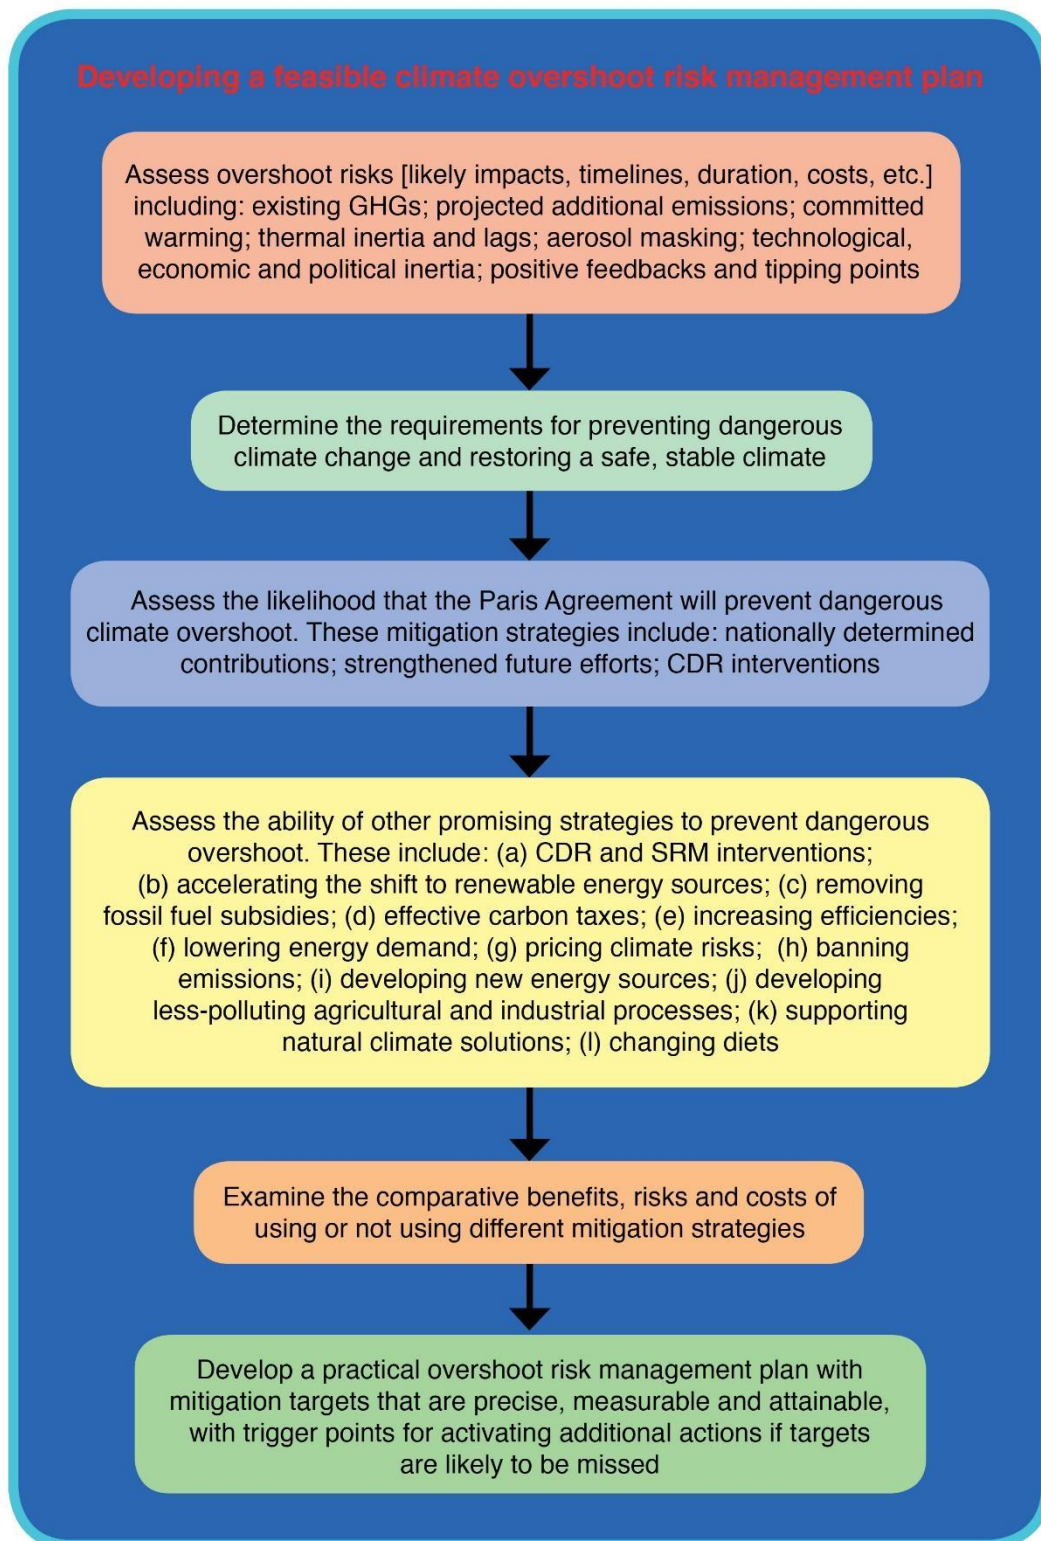 Developing a feasible climate overshoot risk management plan
Assess overshoot risks [likely impacts, timelines, duration, costs, etc.]
including: existing GHGs; projected additional emissions; committed
warming; thermal inertia and lags; aerosol masking; technological,
economic and political inertia; positive feedbacks and tipping points
Determine the requirements for preventing dangerous
climate change and restoring a safe, stable climate
Assess the likelihood that the Paris Agreement will prevent dangerous
climate overshoot. These mitigation strategies include: nationally determined
contributions; strengthened future efforts; CDR interventions
Assess the ability of other promising strategies to prevent dangerous
overshoot. These include: (a) CDR and SRM interventions;
(b) accelerating the shift to renewable energy sources; (c) removing
fossil fuel subsidies; (d) effective carbon taxes; (e) increasing efficiencies;
(f) lowering energy demand; (g) pricing climate risks; (h) banning
emissions; (i) developing new energy sources; (j) developing
less-polluting agricultural and industrial processes; (k) supporting
natural climate solutions; (l) changing diets
Examine the comparative benefits, risks and costs of
using or not using different mitigation strategies
Develop a practical overshoot risk management plan with
mitigation targets that are precise, measurable and attainable,
with trigger points for activating additional actions if targets
are likely to be missed